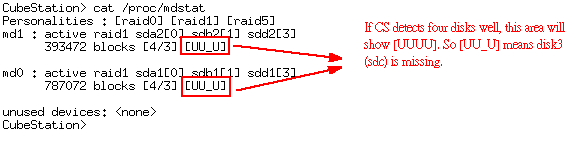 CubeStation> cat /proc/mdstat
Personalities : [raid0] [raid1] [raid5]
md1 : active raid1 sda2[0] sdb2[1] sdd2[3]
393472 blocks [4/3] [UU_U]
md0 : active raid1 sda1[0] sdb1[1] sdd1[3]
787072 blocks [4/3] [UU_U]
unused devices: <none>
CubeStation>
If CS detects four disks well, this area will
show [UUUU]. So [UU_U] means disk3
(sdc) is missing.